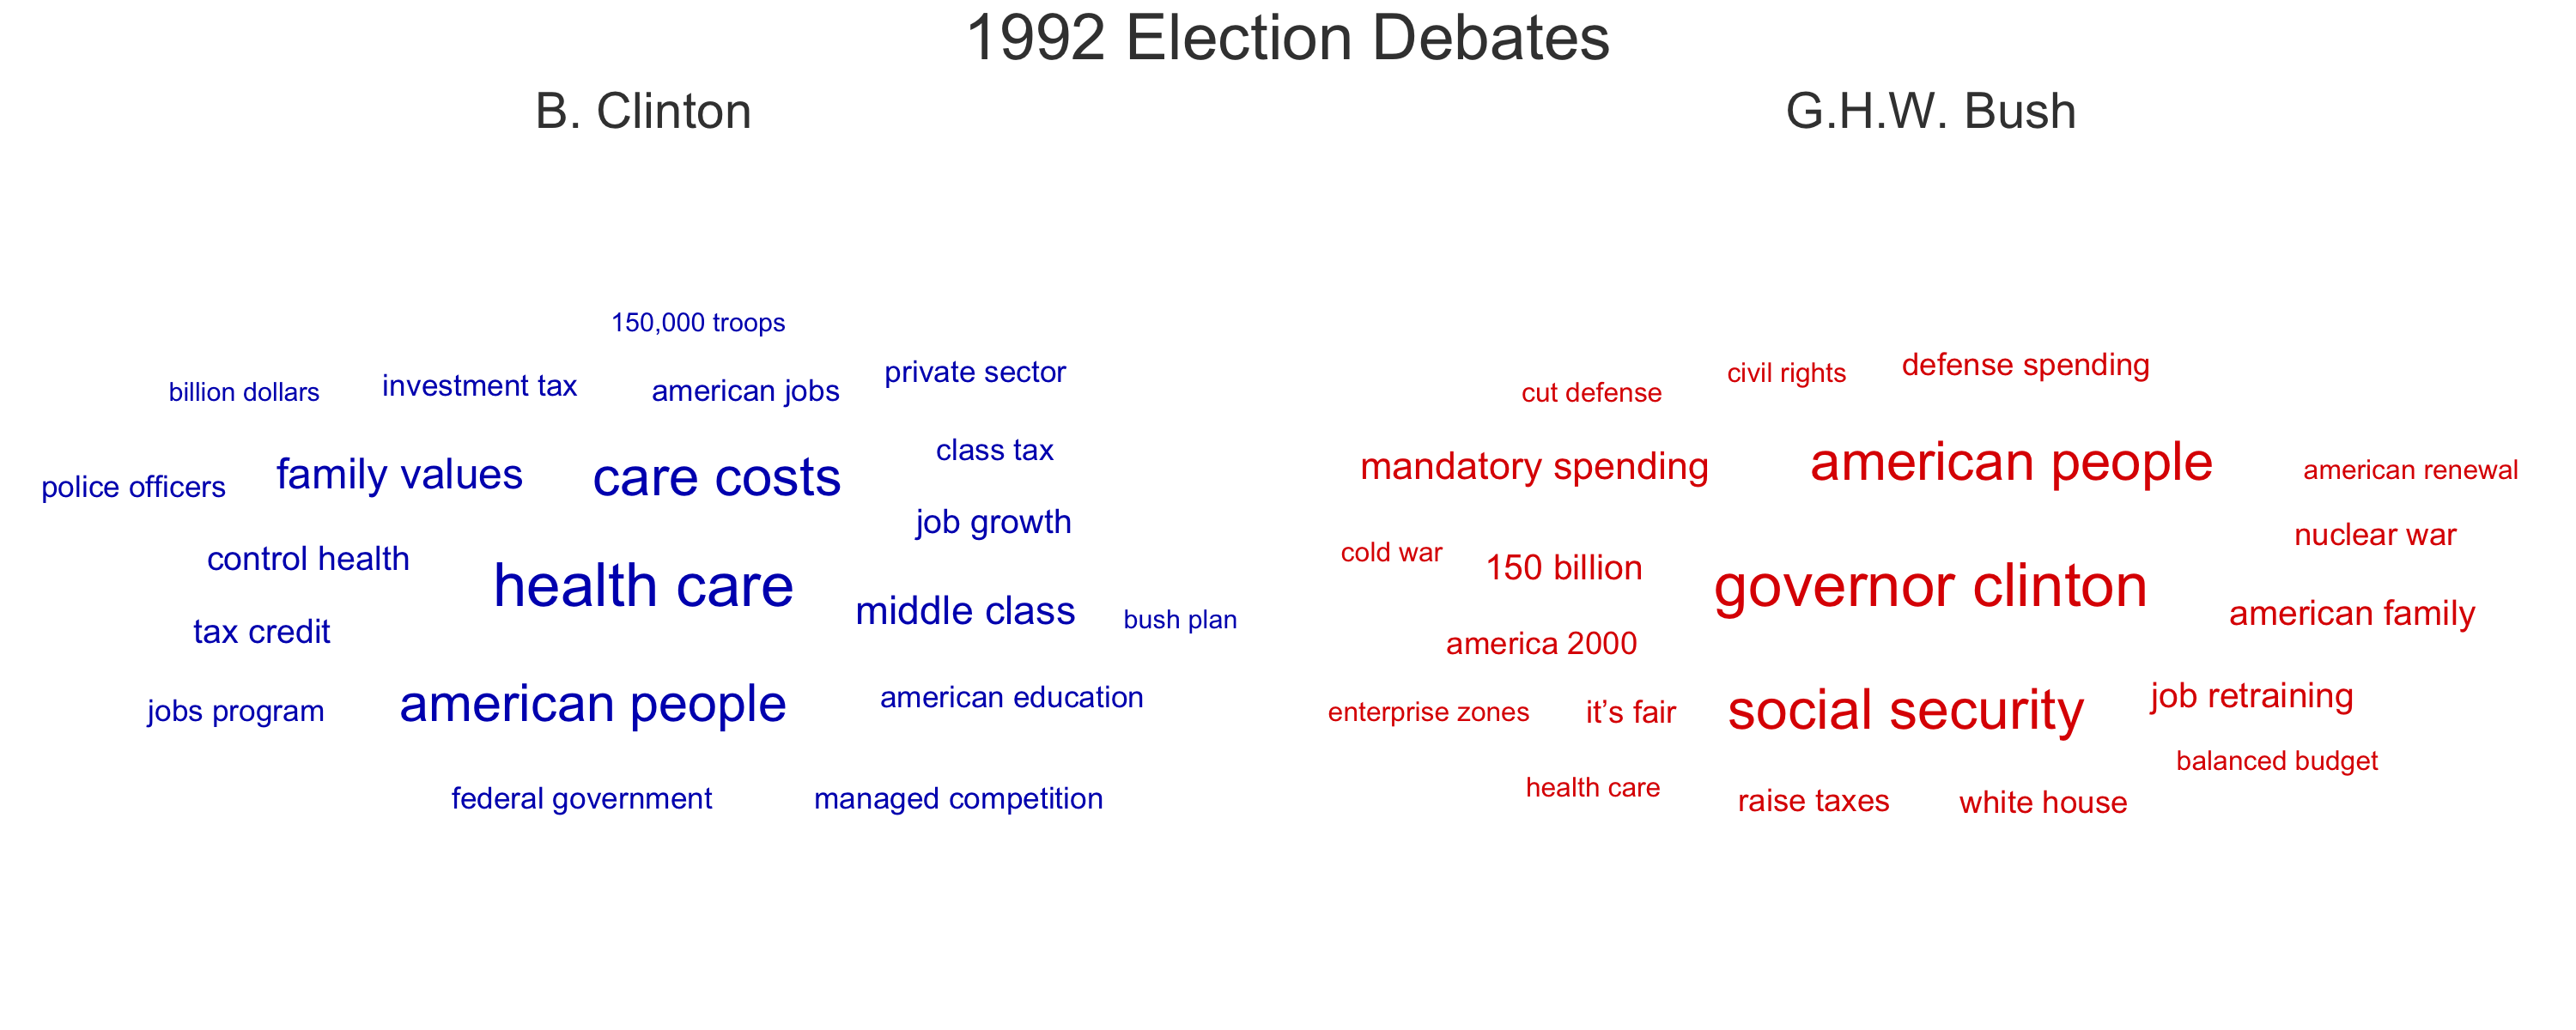 1992 Election Debates
B. Clinton
150,000 troops
private sector
investment tax
american jobs
billion dollars
class tax
family values
care costs
police officers
job growth
control health
health care
middle class
bush plan
tax credit
american education
american people
jobs program
federal government
managed competition
G.H.W. Bush
defense spending
civil rights
cut defense
american people
mandatory spending
american renewal
nuclear war
cold war
150 billion
governor clinton
american family
america 2000
job retraining
enterprise zones
it’s fair
social security
balanced budget
health care
raise taxes
white house